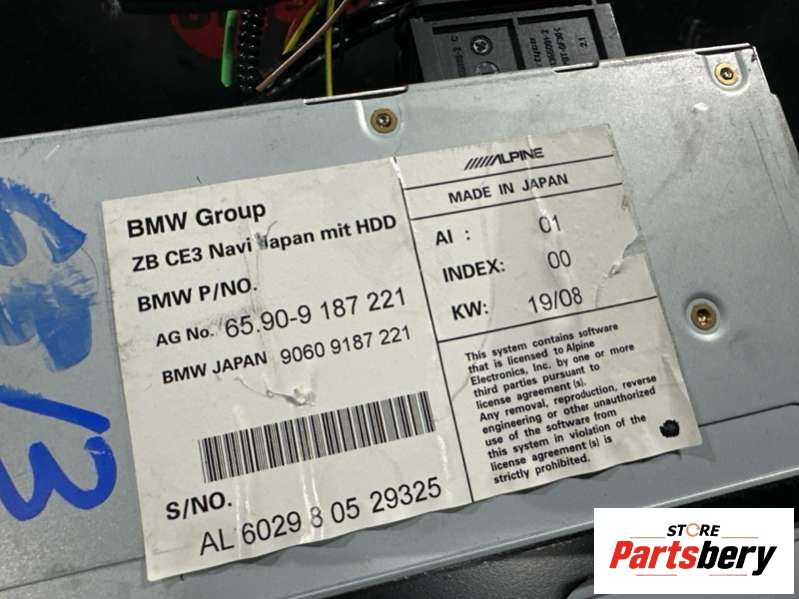 BMW Group
ZB CE3 Navi Japan mit HDD
BMW P/NO.
AG No. 65.90-9 187 221
BMW JAPAN 9060 9187 221
S/NO.
AL 6029 8 05 29325
ALPINE
MADE IN JAPAN
AI : 01
INDEX: 00
KW: 19/08
This system contains software
that is licensed to Alpine
Electronics, Inc. by one or more
third parties pursuant to
license agreement (s).
Any removal, reproduction, reverse
engineering or other unauthorized
use of the software from
this system in violation of the
license agreement (s) is
strictly prohibited.
tyco
2.1
STORE
Partsbery